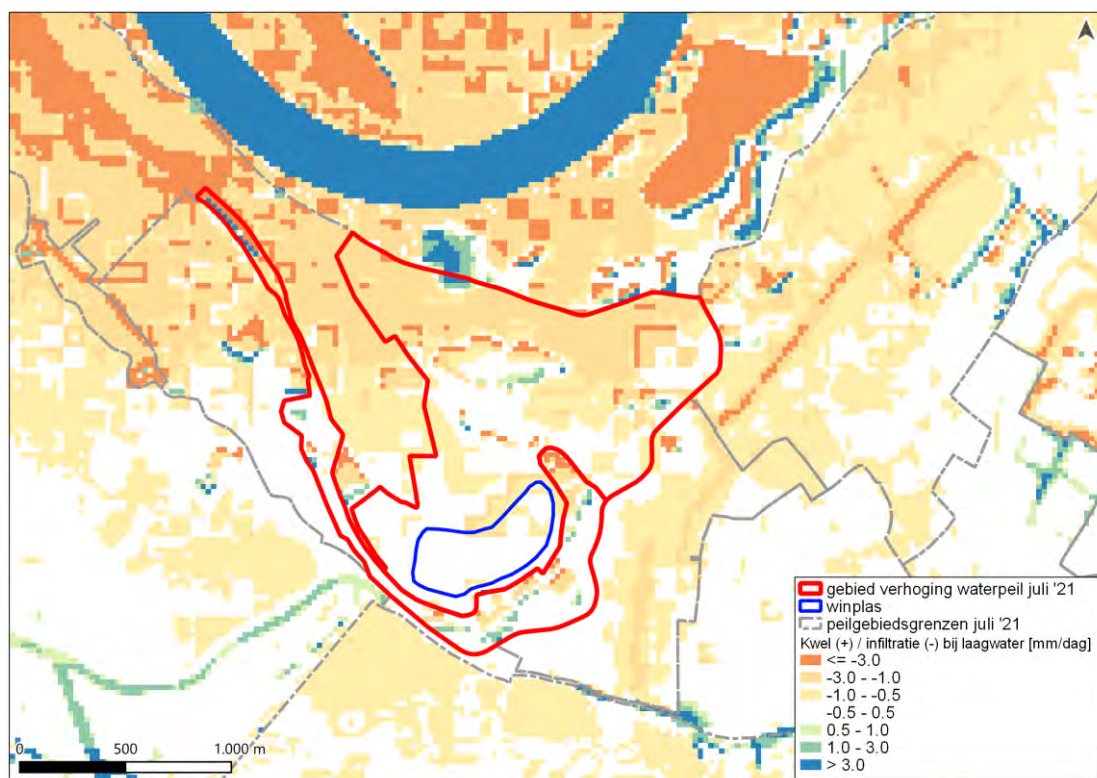 gebied verhoging waterpeil juli '21
winplas
peilgebiedsgrenzen juli '21
Kwel (+) / infiltratie (-) bij laagwater [mm/dag]
<= -3.0
-3.0 - -1.0
-1.0 - -0.5
-0.5 - 0.5
0.5 - 1.0
1.0 - 3.0
> 3.0
0 500 1.000 m